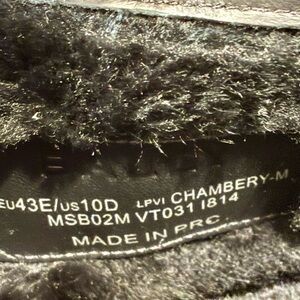 EU43E/US10D LPVI CHAMBERY-M
MSB02M VT031 I814
MADE IN PRC